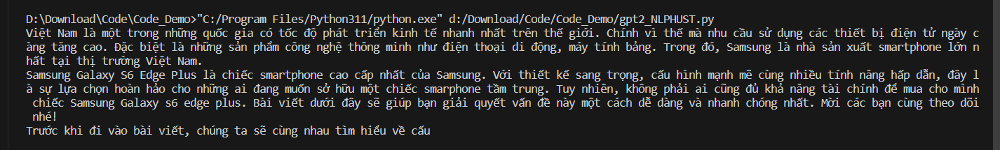 D:\Download\Code\Code_Demo>"C:/Program Files/Python311/python.exe" d:/Download/Code/Code_Demo/gpt2_NLPHUST.py
Việt Nam là một trong những quốc gia có tốc độ phát triển kinh tế nhanh nhất trên thế giới. Chính vì thế mà nhu cầu sử dụng các thiết bị điện tử ngày c
àng tăng cao. Đặc biệt là những sản phẩm công nghệ thông minh như điện thoại di động, máy tính bảng. Trong đó, Samsung là nhà sản xuất smartphone lớn n
hất tại thị trường Việt Nam.
Samsung Galaxy S6 Edge Plus là chiếc smartphone cao cấp nhất của Samsung. Với thiết kế sang trọng, cấu hình mạnh mẽ cùng nhiều tính năng hấp dẫn, đây l
à sự lựa chọn hoàn hảo cho những ai đang muốn sở hữu một chiếc smarphone tầm trung. Tuy nhiên, không phải ai cũng đủ khả năng tài chính để mua cho mình
chiếc Samsung Galaxy s6 edge plus. Bài viết dưới đây sẽ giúp bạn giải quyết vấn đề này một cách dễ dàng và nhanh chóng nhất. Mời các bạn cùng theo dõi
nhé!
Trước khi đi vào bài viết, chúng ta sẽ cùng nhau tìm hiểu về cấu